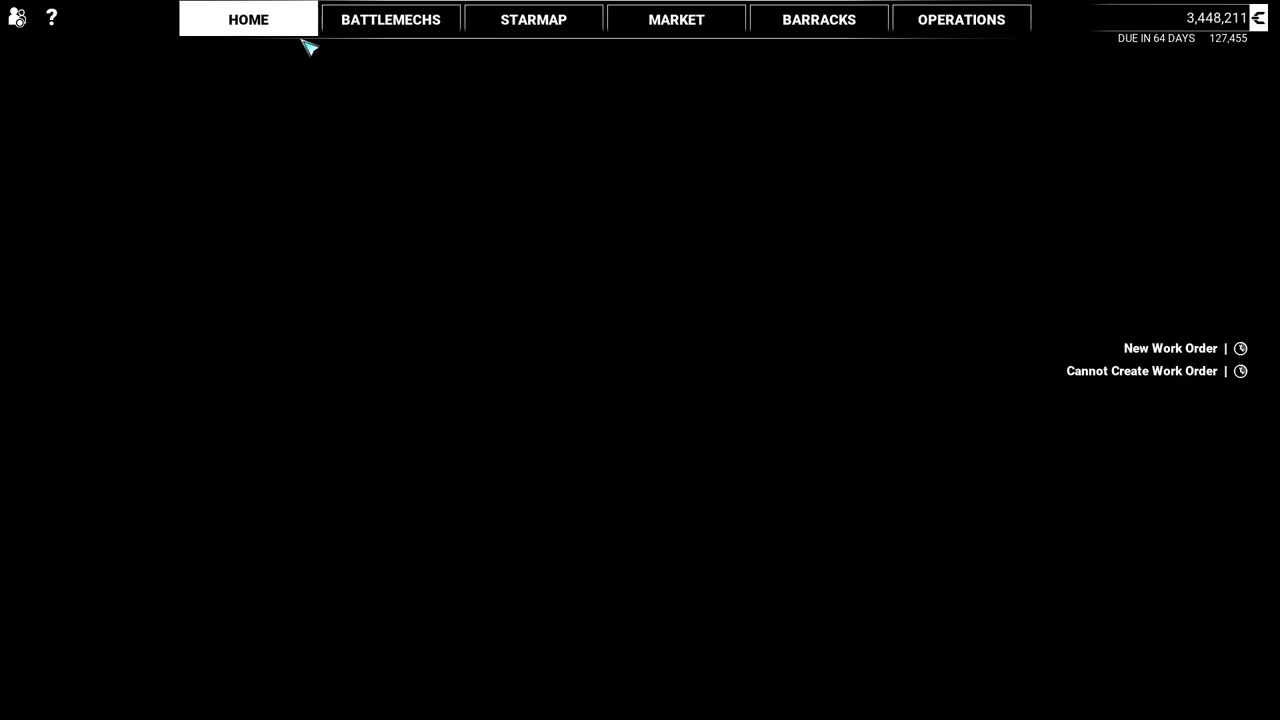 ?
HOME
BATTLEMECHS
STARMAP
MARKET
BARRACKS
OPERATIONS
3,448,211
DUE IN 64 DAYS 127,455
New Work Order |
Cannot Create Work Order |